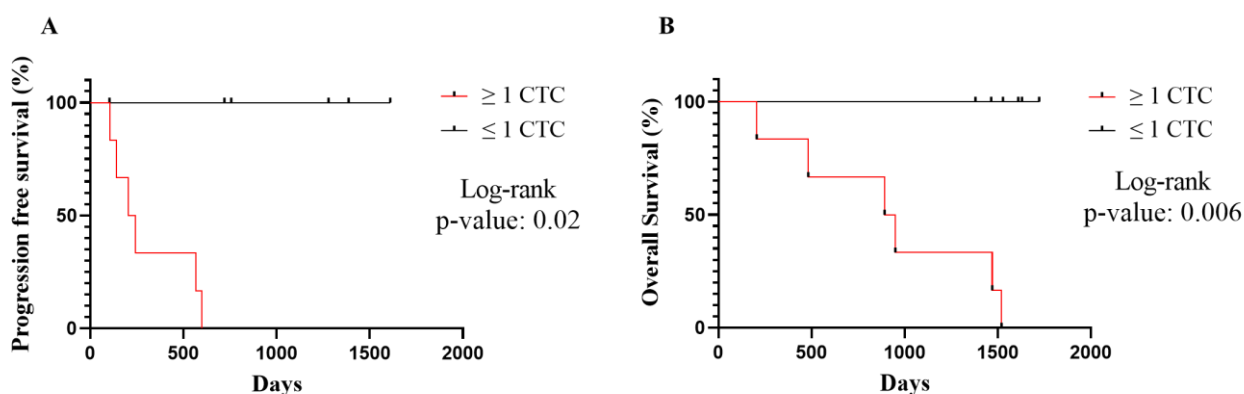 A
Progression free survival (%)
100
50
0
0 500 1000 1500 2000
Days
≥ 1 CTC
≤ 1 CTC
Log-rank
p-value: 0.02
B
Overall Survival (%)
100
50
0
0 500 1000 1500 2000
Days
≥ 1 CTC
≤ 1 CTC
Log-rank
p-value: 0.006